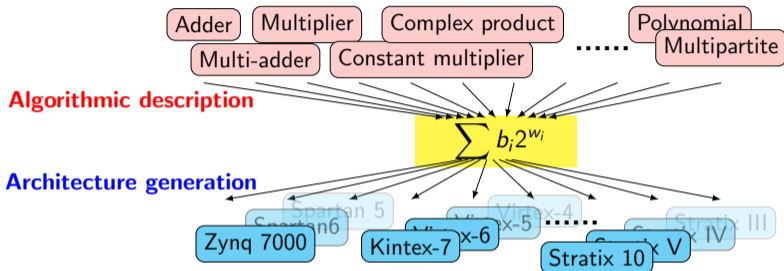 Adder
Multiplier
Complex product
Polynomial
Multi-adder
Constant multiplier
......
Multipartite
Algorithmic description
∑ b_i 2^{w_i}
Architecture generation
Spartan 5
Virtex-4
Stratix III
Spartan6
Virtex-5
......
Stratix IV
Zynq 7000
Kintex-7
Virtex-6
Stratix V
Stratix 10